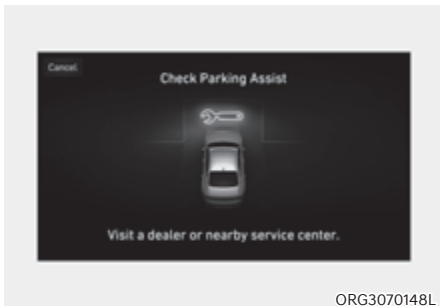 Cancel
Check Parking Assist
Visit a dealer or nearby service center.
ORG3070148L